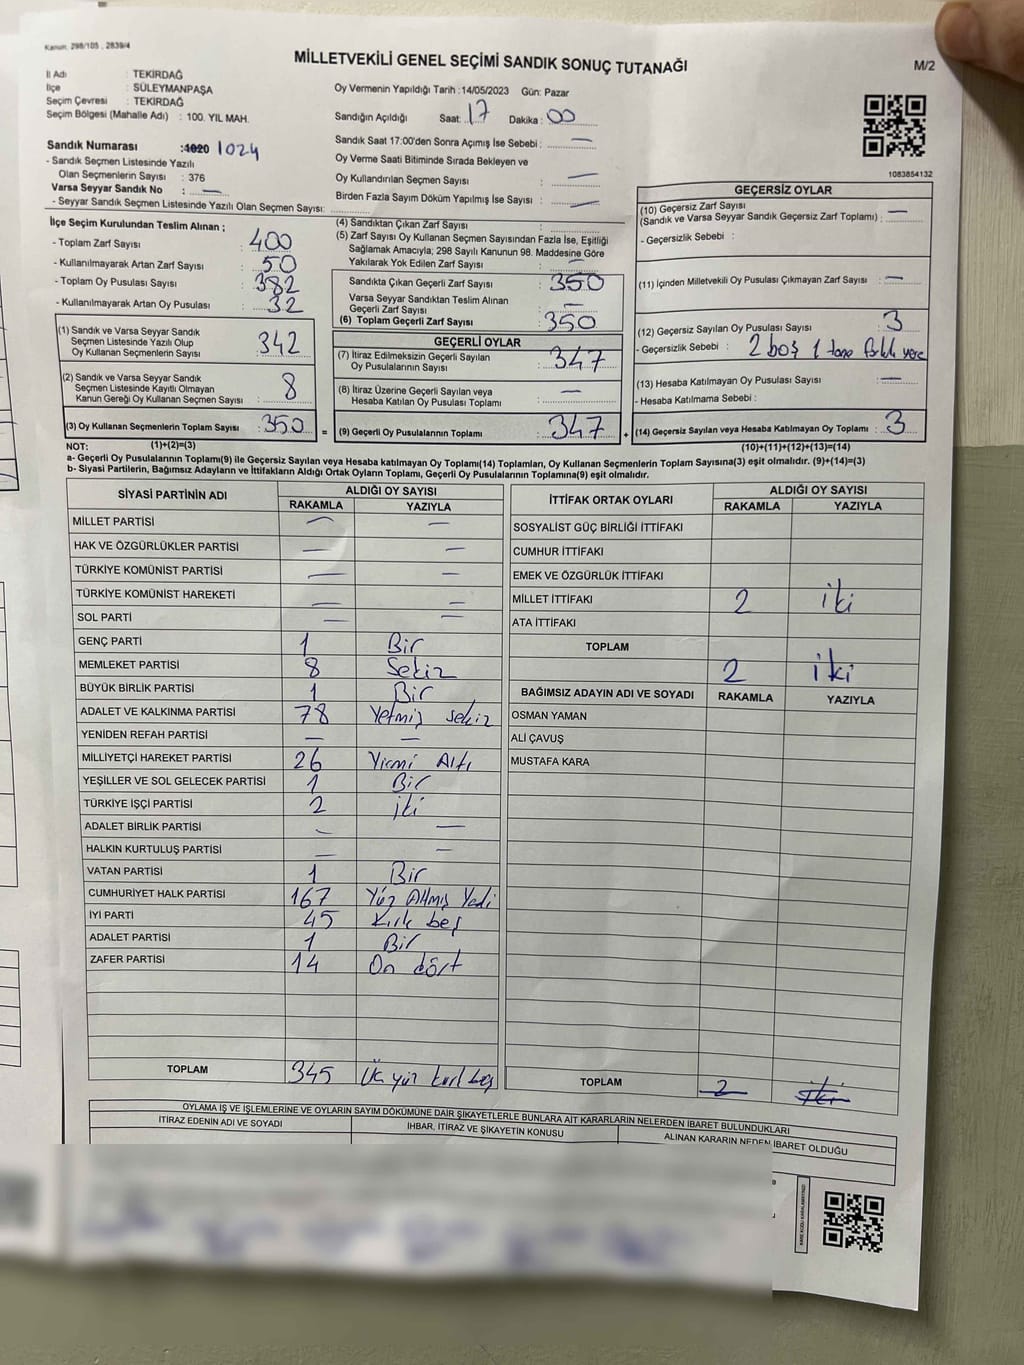 Kanun: 298/105 , 2839/4
MİLLETVEKİLİ GENEL SEÇİMİ SANDIK SONUÇ TUTANAĞI
M/2
İl Adı : TEKİRDAĞ
İlçe : SÜLEYMANPAŞA
Seçim Çevresi : TEKİRDAĞ
Seçim Bölgesi (Mahalle Adı) : 100. YIL MAH.
Sandık Numarası :1020 1024
- Sandık Seçmen Listesinde Yazılı
Olan Seçmenlerin Sayısı : 376
Varsa Seyyar Sandık No : —
- Seyyar Sandık Seçmen Listesinde Yazılı Olan Seçmen Sayısı:
Oy Vermenin Yapıldığı Tarih :14/05/2023 Gün: Pazar
Sandığın Açıldığı Saat: 17 Dakika : 00
Sandık Saat 17:00'den Sonra Açılmış İse Sebebi : —
Oy Verme Saati Bitiminde Sırada Bekleyen ve
Oy Kullandırılan Seçmen Sayısı : —
Birden Fazla Sayım Döküm Yapılmış İse Sayısı : —
1083854132
İlçe Seçim Kurulundan Teslim Alınan ;
- Toplam Zarf Sayısı : 400
- Kullanılmayarak Artan Zarf Sayısı : 50
- Toplam Oy Pusulası Sayısı : 382
- Kullanılmayarak Artan Oy Pusulası : 32
(1) Sandık ve Varsa Seyyar Sandık
Seçmen Listesinde Yazılı Olup
Oy Kullanan Seçmenlerin Sayısı : 342
(2) Sandık ve Varsa Seyyar Sandık
Seçmen Listesinde Kayıtlı Olmayan
Kanun Gereği Oy Kullanan Seçmen Sayısı : 8
(3) Oy Kullanan Seçmenlerin Toplam Sayısı : 350 =
(4) Sandıktan Çıkan Zarf Sayısı :
(5) Zarf Sayısı Oy Kullanan Seçmen Sayısından Fazla İse, Eşitliği
Sağlamak Amacıyla; 298 Sayılı Kanunun 98. Maddesine Göre
Yakılarak Yok Edilen Zarf Sayısı : —
Sandıkta Çıkan Geçerli Zarf Sayısı : 350
Varsa Seyyar Sandıktan Teslim Alınan
Geçerli Zarf Sayısı : —
(6) Toplam Geçerli Zarf Sayısı : 350
GEÇERLİ OYLAR
(7) İtiraz Edilmeksizin Geçerli Sayılan
Oy Pusulalarının Sayısı : 347
(8) İtiraz Üzerine Geçerli Sayılan veya
Hesaba Katılan Oy Pusulası Toplamı : —
(9) Geçerli Oy Pusulalarının Toplamı : 347 +
GEÇERSİZ OYLAR
(10) Geçersiz Zarf Sayısı
(Sandık ve Varsa Seyyar Sandık Geçersiz Zarf Toplamı) : —
- Geçersizlik Sebebi :
(11) İçinden Milletvekili Oy Pusulası Çıkmayan Zarf Sayısı : —
(12) Geçersiz Sayılan Oy Pusulası Sayısı : 3
- Geçersizlik Sebebi : 2 boş 1 tane farklı yere
(13) Hesaba Katılmayan Oy Pusulası Sayısı : —
- Hesaba Katılmama Sebebi :
(14) Geçersiz Sayılan veya Hesaba Katılmayan Oy Toplamı : 3
NOT: (1)+(2)=(3)
(10)+(11)+(12)+(13)=(14)
a- Geçerli Oy Pusulalarının Toplamı(9) ile Geçersiz Sayılan veya Hesaba katılmayan Oy Toplamı(14) Toplamları, Oy Kullanan Seçmenlerin Toplam Sayısına(3) eşit olmalıdır. (9)+(14)=(3)
b- Siyasi Partilerin, Bağımsız Adayların ve İttifakların Aldığı Ortak Oyların Toplamı, Geçerli Oy Pusulalarının Toplamına(9) eşit olmalıdır.
SİYASİ PARTİNİN ADI ALDIĞI OY SAYISI
RAKAMLA YAZIYLA
MİLLET PARTİSİ — —
HAK VE ÖZGÜRLÜKLER PARTİSİ — —
TÜRKİYE KOMÜNİST PARTİSİ — —
TÜRKİYE KOMÜNİST HAREKETİ — —
SOL PARTİ — —
GENÇ PARTİ 1 Bir
MEMLEKET PARTİSİ 8 Sekiz
BÜYÜK BİRLİK PARTİSİ 1 Bir
ADALET VE KALKINMA PARTİSİ 78 Yetmiş sekiz
YENİDEN REFAH PARTİSİ — —
MİLLİYETÇİ HAREKET PARTİSİ 26 Yirmi Altı
YEŞİLLER VE SOL GELECEK PARTİSİ 1 Bir
TÜRKİYE İŞÇİ PARTİSİ 2 iki
ADALET BİRLİK PARTİSİ — —
HALKIN KURTULUŞ PARTİSİ — —
VATAN PARTİSİ 1 Bir
CUMHURİYET HALK PARTİSİ 167 Yüz Altmış Yedi
İYİ PARTİ 45 Kırk beş
ADALET PARTİSİ 1 Bir
ZAFER PARTİSİ 14 On dört
TOPLAM 345 Üç yüz kırk beş
İTTİFAK ORTAK OYLARI ALDIĞI OY SAYISI
RAKAMLA YAZIYLA
SOSYALİST GÜÇ BİRLİĞİ İTTİFAKI
CUMHUR İTTİFAKI
EMEK VE ÖZGÜRLÜK İTTİFAKI
MİLLET İTTİFAKI 2 iki
ATA İTTİFAKI
TOPLAM 2 iki
BAĞIMSIZ ADAYIN ADI VE SOYADI RAKAMLA YAZIYLA
OSMAN YAMAN
ALİ ÇAVUŞ
MUSTAFA KARA
TOPLAM 2 iki
OYLAMA İŞ VE İŞLEMLERİNE VE OYLARIN SAYIM DÖKÜMÜNE DAİR ŞİKAYETLERLE BUNLARA AİT KARARLARIN NELERDEN İBARET BULUNDUKLARI
İTİRAZ EDENİN ADI VE SOYADI İHBAR, İTİRAZ VE ŞİKAYETİN KONUSU ALINAN KARARIN NEDEN İBARET OLDUĞU